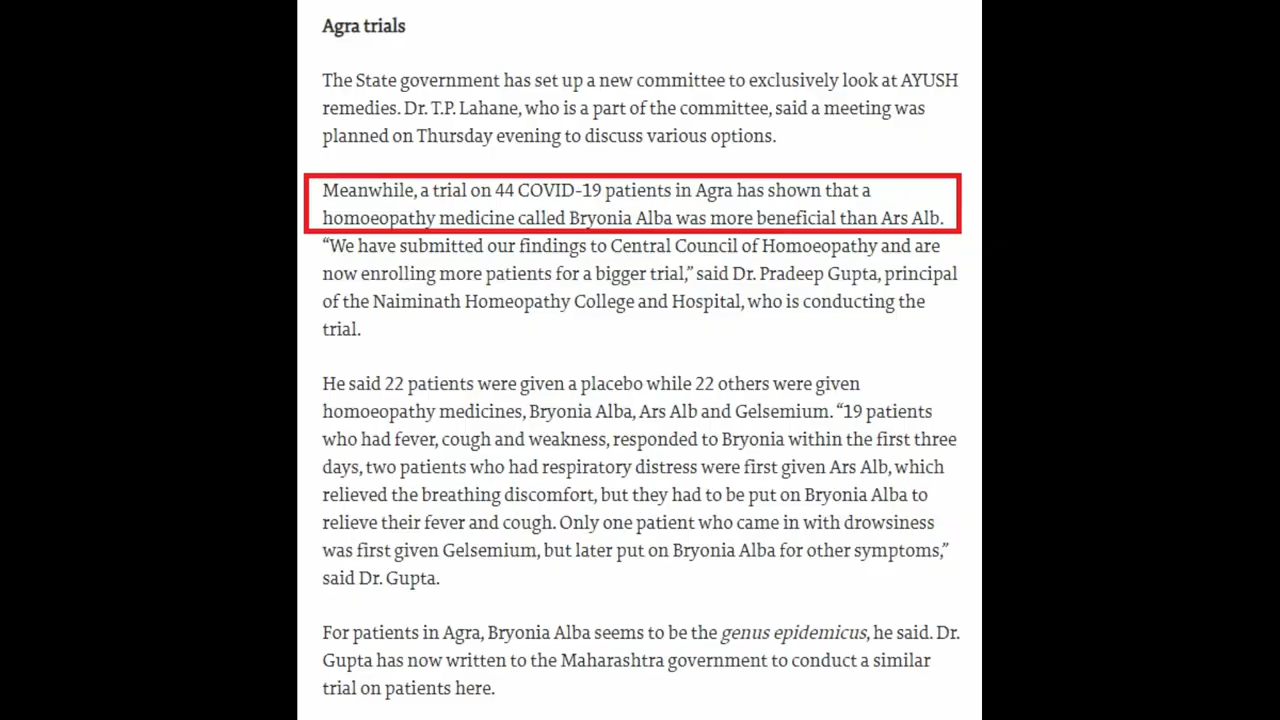 Agra trials
The State government has set up a new committee to exclusively look at AYUSH
remedies. Dr. T.P. Lahane, who is a part of the committee, said a meeting was
planned on Thursday evening to discuss various options.
Meanwhile, a trial on 44 COVID-19 patients in Agra has shown that a
homoeopathy medicine called Bryonia Alba was more beneficial than Ars Alb.
“We have submitted our findings to Central Council of Homoeopathy and are
now enrolling more patients for a bigger trial,” said Dr. Pradeep Gupta, principal
of the Naiminath Homeopathy College and Hospital, who is conducting the
trial.
He said 22 patients were given a placebo while 22 others were given
homoeopathy medicines, Bryonia Alba, Ars Alb and Gelsemium. “19 patients
who had fever, cough and weakness, responded to Bryonia within the first three
days, two patients who had respiratory distress were first given Ars Alb, which
relieved the breathing discomfort, but they had to be put on Bryonia Alba to
relieve their fever and cough. Only one patient who came in with drowsiness
was first given Gelsemium, but later put on Bryonia Alba for other symptoms,”
said Dr. Gupta.
For patients in Agra, Bryonia Alba seems to be the genus epidemicus, he said. Dr.
Gupta has now written to the Maharashtra government to conduct a similar
trial on patients here.